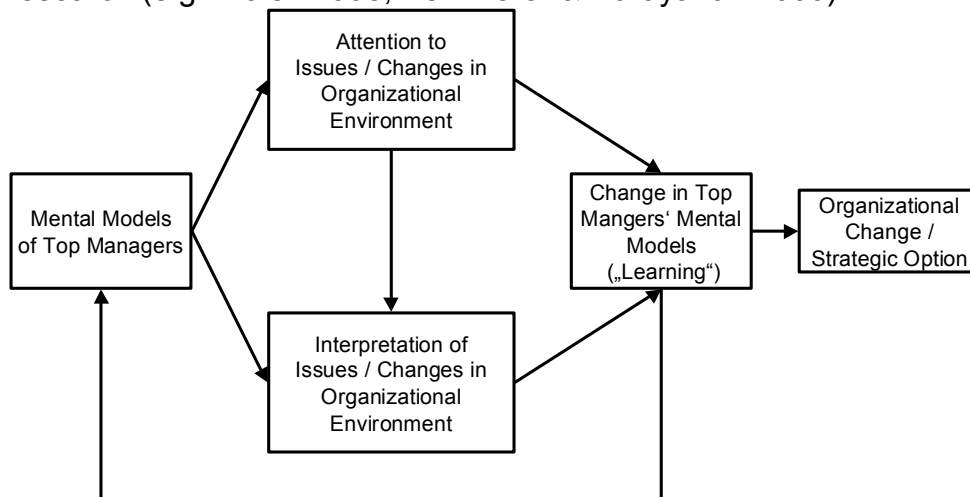 Attention to
Issues / Changes in
Organizational
Environment
Mental Models
of Top Managers
Change in Top
Mangers‘ Mental
Models
(„Learning“)
Organizational
Change /
Strategic Option
Interpretation of
Issues / Changes in
Organizational
Environment